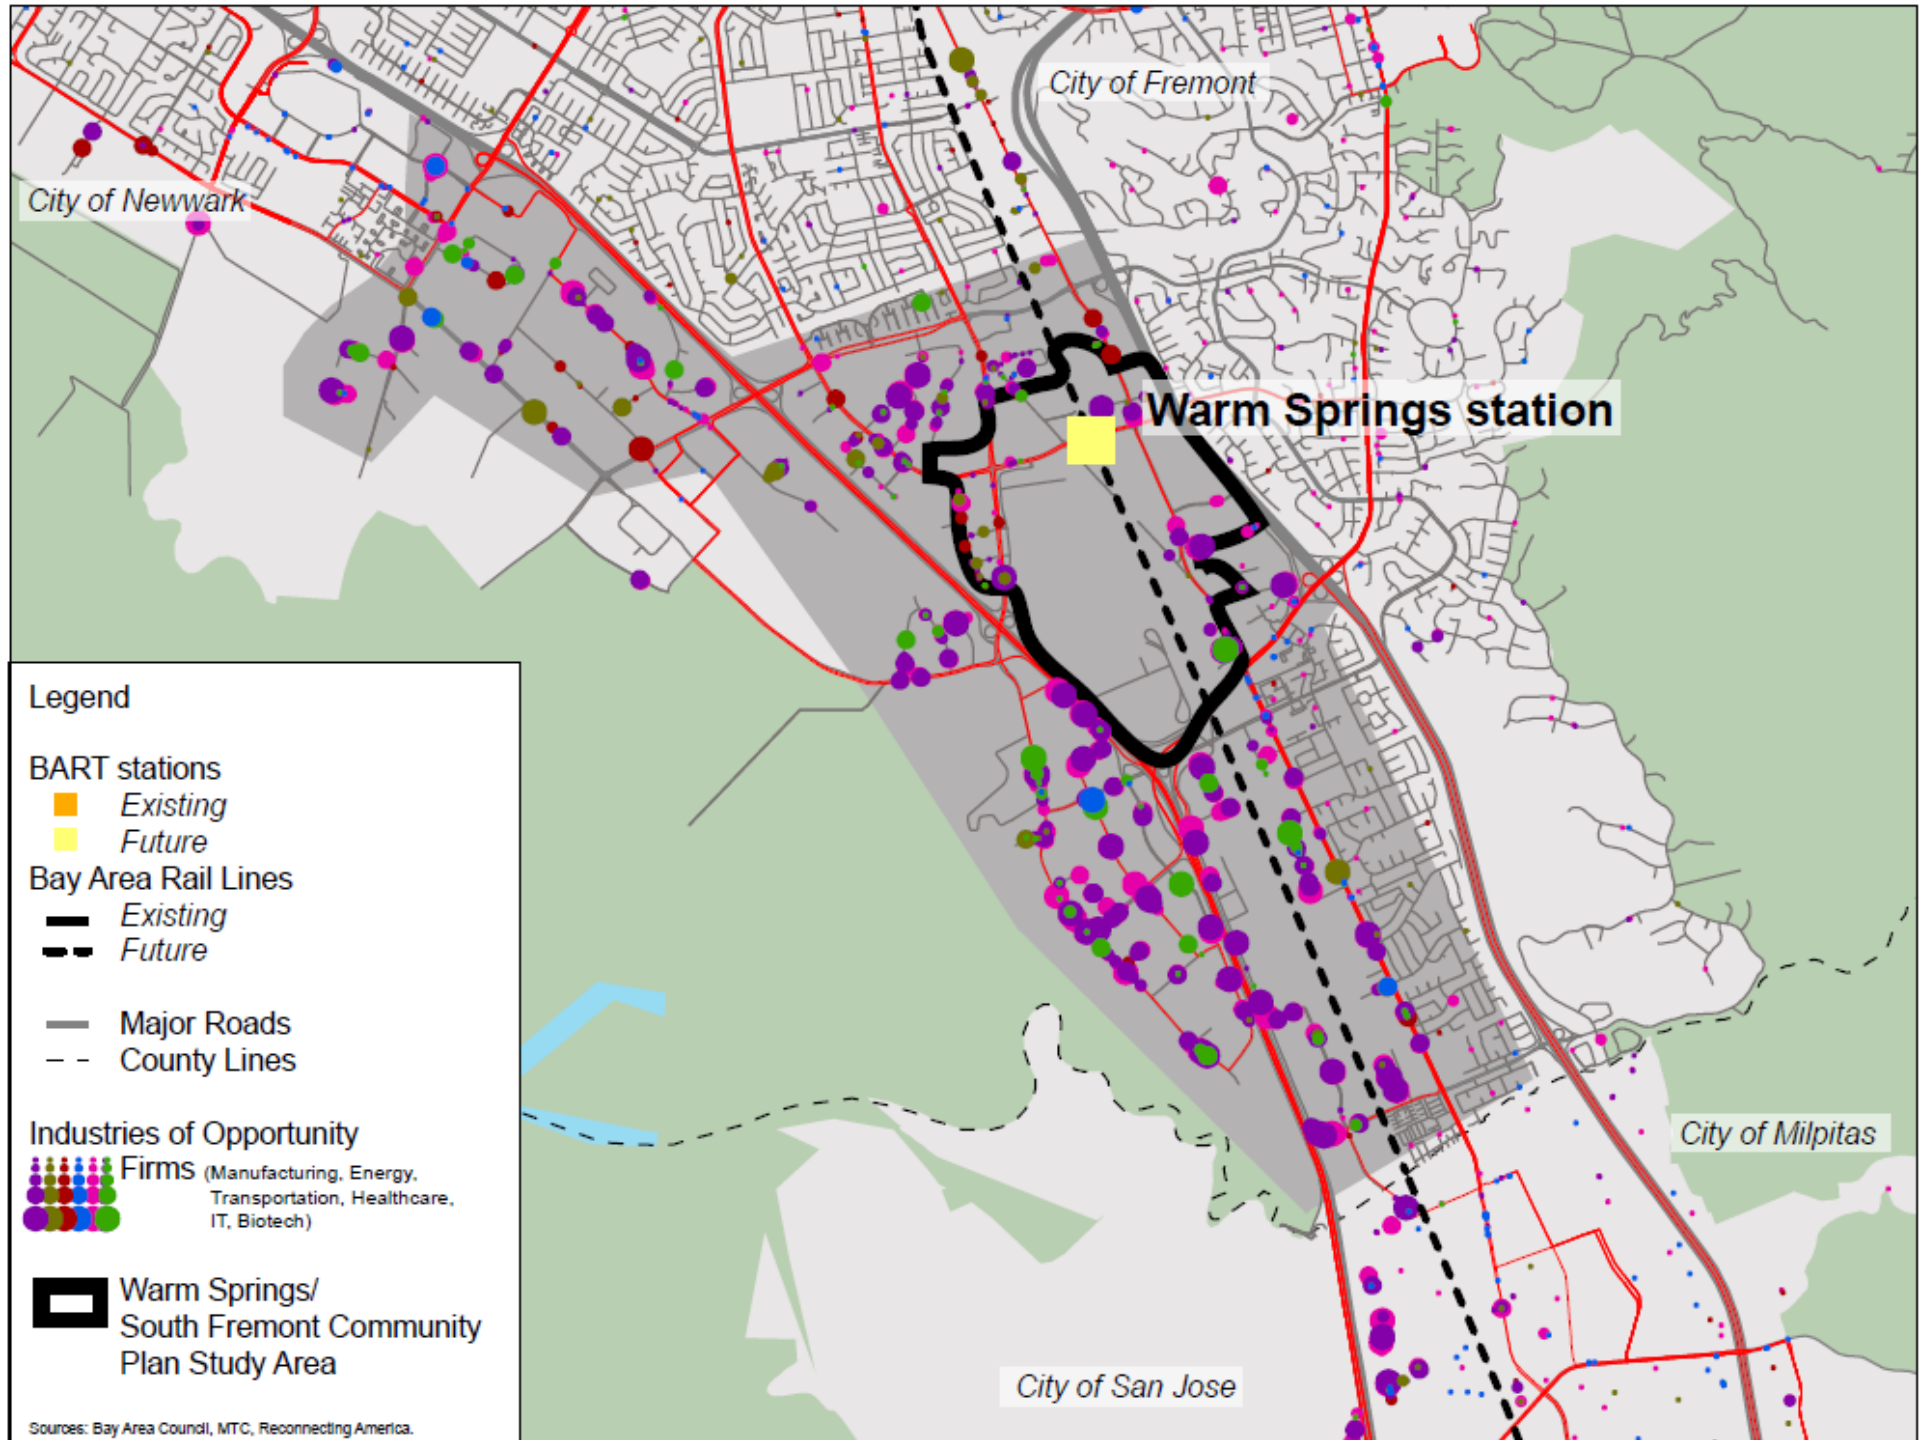 City of Fremont
City of Newwark
Warm Springs station
Legend
BART stations
Existing
Future
Bay Area Rail Lines
Existing
Future
Major Roads
County Lines
Industries of Opportunity
Firms (Manufacturing, Energy,
Transportation, Healthcare,
IT, Biotech)
Warm Springs/
South Fremont Community
Plan Study Area
Sources: Bay Area Council, MTC, Reconnecting America.
City of Milpitas
City of San Jose